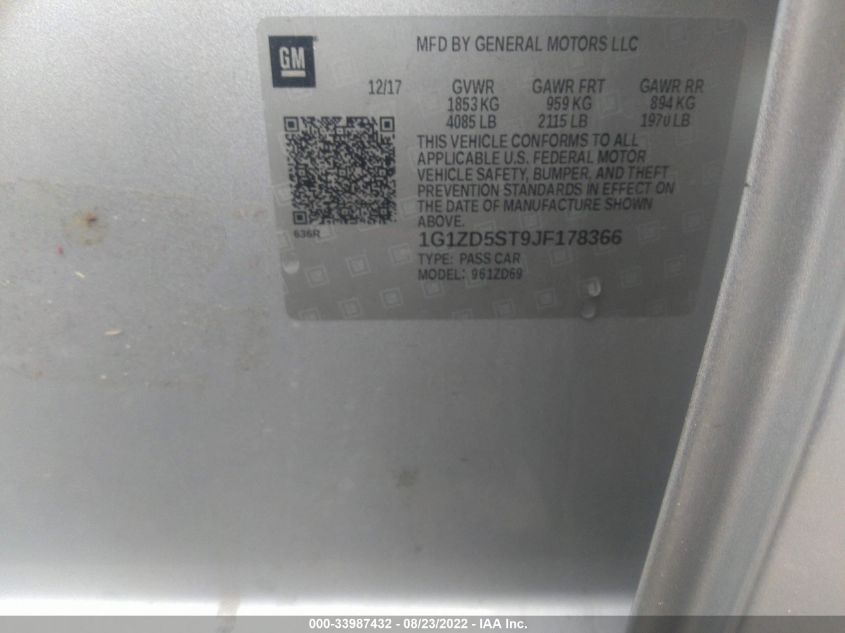 GM
MFD BY GENERAL MOTORS LLC
12/17 GVWR GAWR FRT GAWR RR
1853 KG 959 KG 894 KG
4085 LB 2115 LB 1970 LB
THIS VEHICLE CONFORMS TO ALL
APPLICABLE U.S. FEDERAL MOTOR
VEHICLE SAFETY, BUMPER, AND THEFT
PREVENTION STANDARDS IN EFFECT ON
THE DATE OF MANUFACTURE SHOWN
ABOVE.
636R
1G1ZD5ST9JF178366
TYPE: PASS CAR
MODEL: 961ZD69
000-33987432 - 08/23/2022 - IAA Inc.